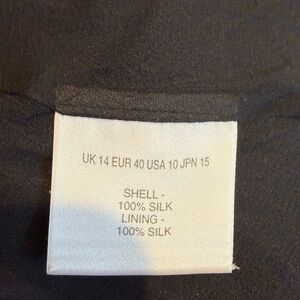 UK 14 EUR 40 USA 10 JPN 15
SHELL -
100% SILK
LINING -
100% SILK